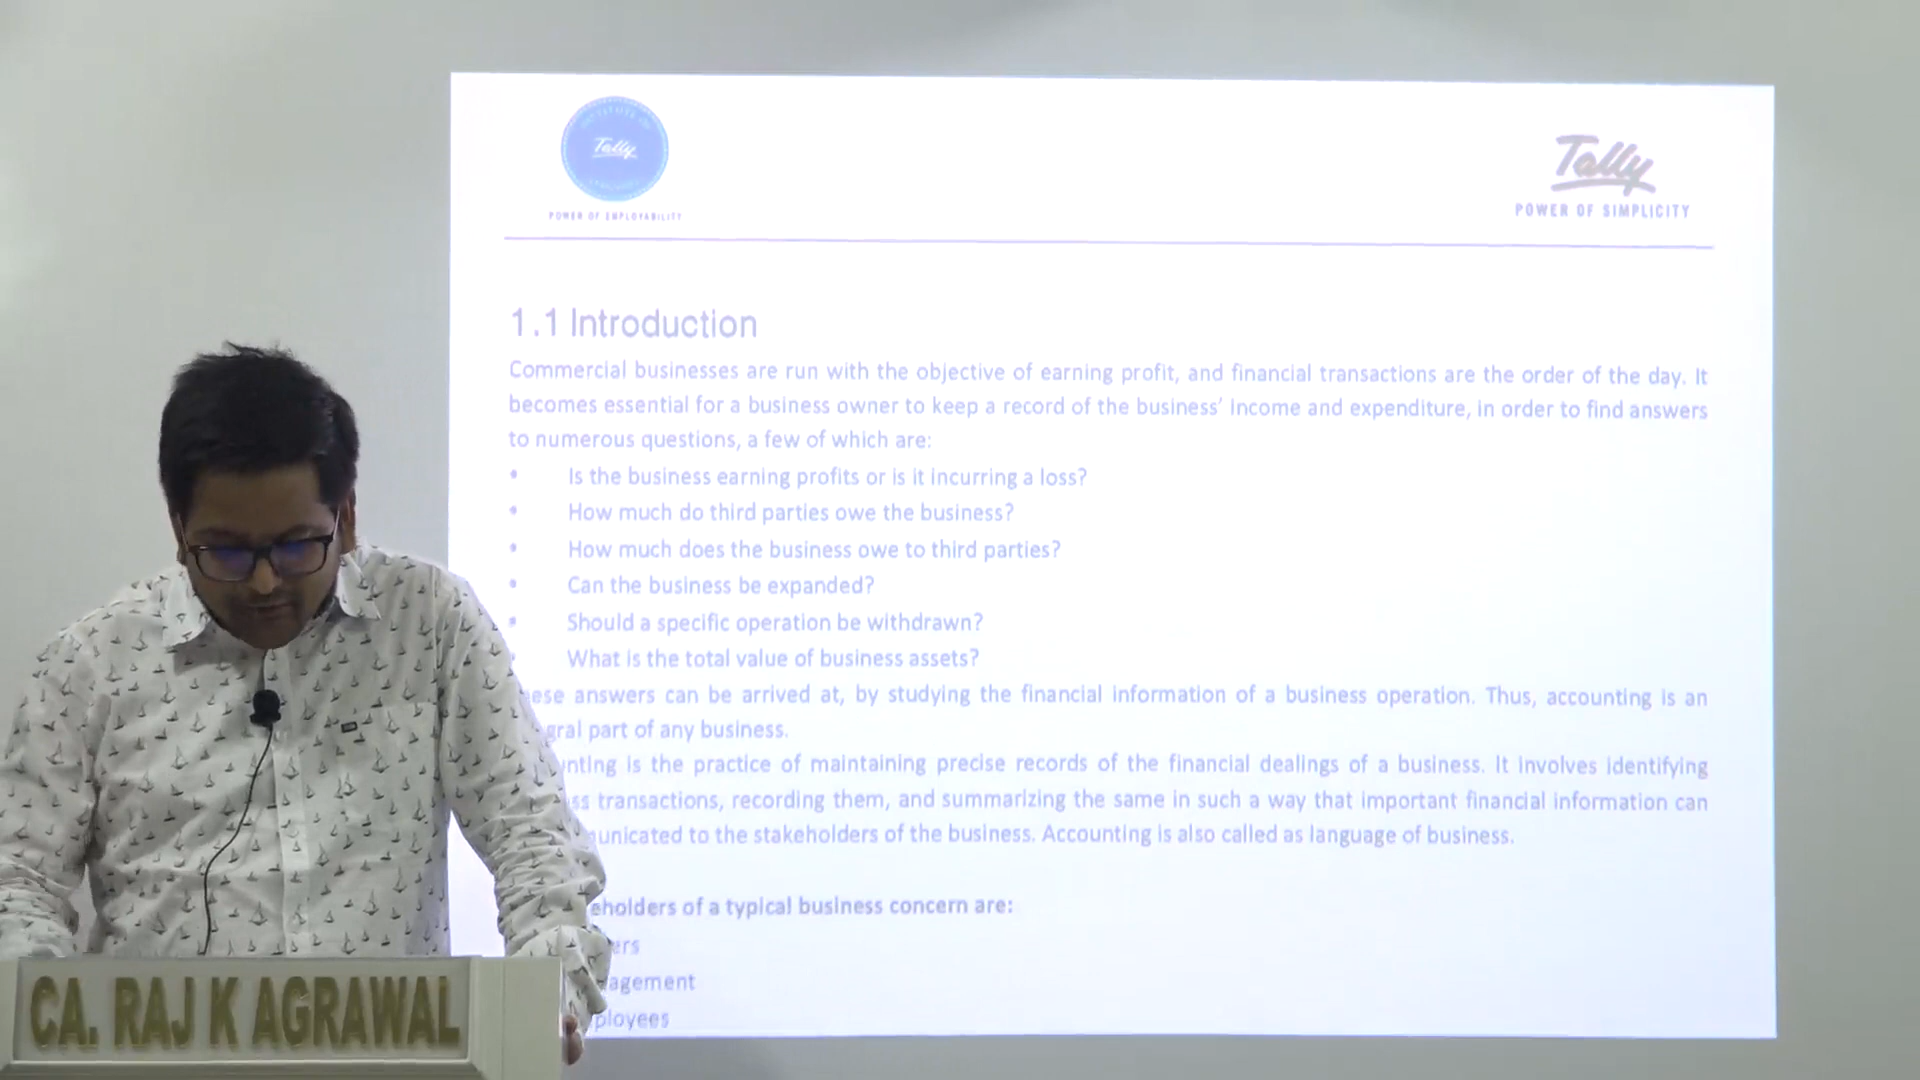 Tally
POWER OF EMPLOYABILITY
Tally
POWER OF SIMPLICITY
1.1 Introduction
Commercial businesses are run with the objective of earning profit, and financial transactions are the order of the day. It
becomes essential for a business owner to keep a record of the business' Income and expenditure, in order to find answers
to numerous questions, a few of which are:
• Is the business earning profits or is it incurring a loss?
• How much do third parties owe the business?
• How much does the business owe to third parties?
• Can the business be expanded?
• Should a specific operation be withdrawn?
What is the total value of business assets?
ese answers can be arrived at, by studying the financial information of a business operation. Thus, accounting is an
gral part of any business.
nting is the practice of maintaining precise records of the financial dealings of a business. It involves identifying
ss transactions, recording them, and summarizing the same in such a way that important financial information can
unicated to the stakeholders of the business. Accounting is also called as language of business.
eholders of a typical business concern are:
ers
agement
ployees
CA. RAJ K AGRAWAL